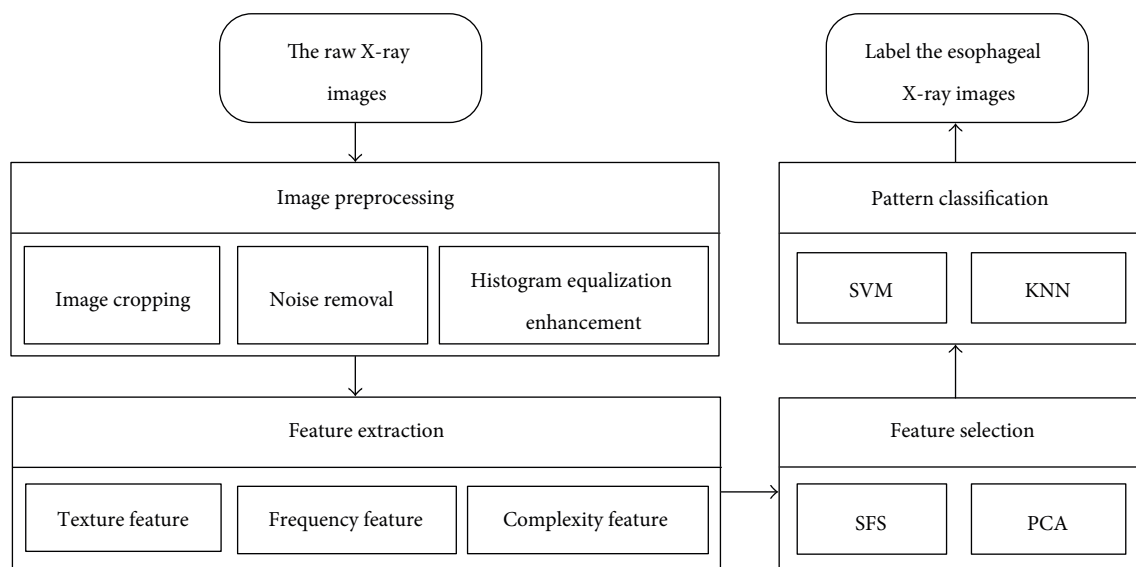 The raw X-ray
images
Image preprocessing
Image cropping
Noise removal
Histogram equalization
enhancement
Feature extraction
Texture feature
Frequency feature
Complexity feature
Label the esophageal
X-ray images
Pattern classification
SVM
KNN
Feature selection
SFS
PCA